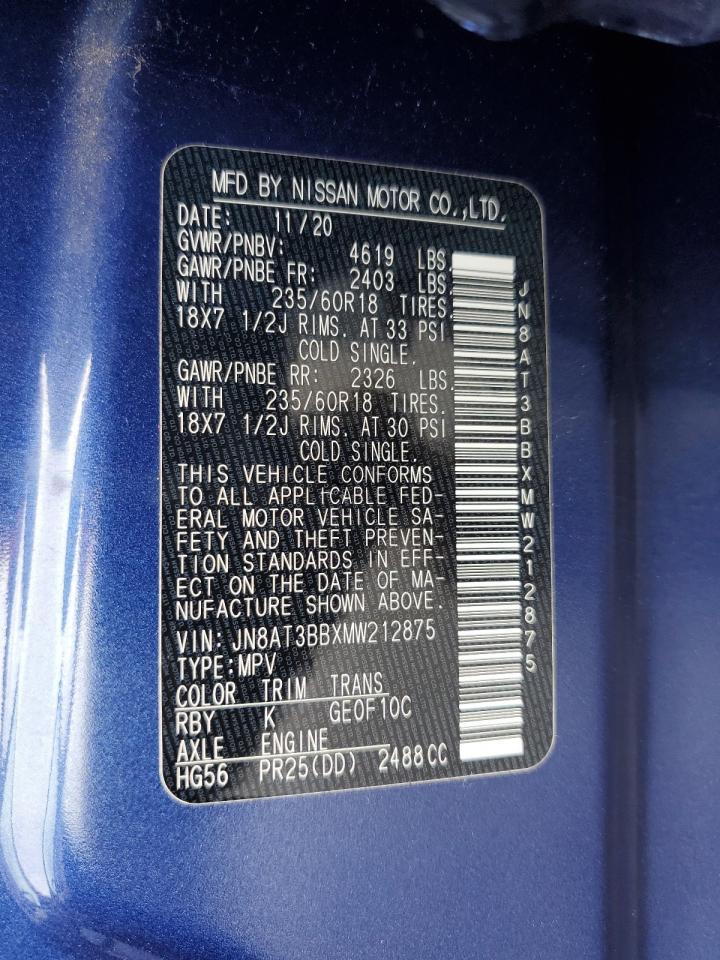 MFD BY NISSAN MOTOR CO.,LTD.
DATE: 11/20
GVWR/PNBV: 4619 LBS
GAWR/PNBE FR: 2403 LBS.
WITH 235/60R18 TIRES.
18X7 1/2J RIMS. AT 33 PSI
COLD SINGLE.
GAWR/PNBE RR: 2326 LBS.
WITH 235/60R18 TIRES.
18X7 1/2J RIMS. AT 30 PSI
COLD SINGLE.
THIS VEHICLE CONFORMS
TO ALL APPLICABLE FED-
ERAL MOTOR VEHICLE SA-
FETY AND THEFT PREVEN-
TION STANDARDS IN EFF-
ECT ON THE DATE OF MA-
NUFACTURE SHOWN ABOVE.
VIN: JN8AT3BBXMW212875
TYPE:MPV
COLOR TRIM TRANS
RBY K GE0F10C
AXLE ENGINE
HG56 PR25(DD) 2488CC
JN8AT3BBXMW212875